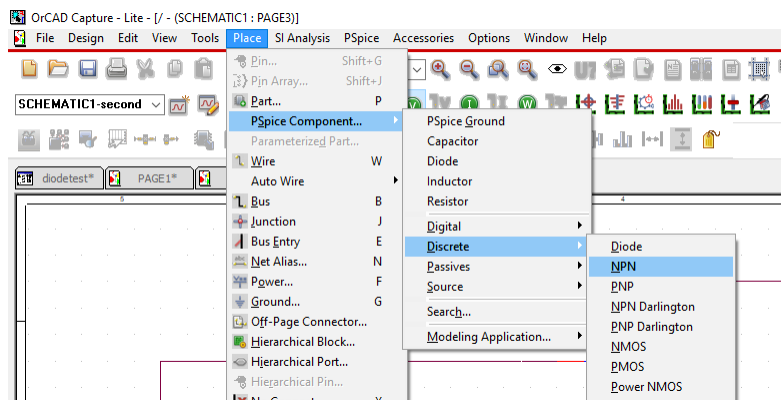 OrCAD Capture - Lite - [/ - (SCHEMATIC1 : PAGE3)]
File Design Edit View Tools Place SI Analysis PSpice Accessories Options Window Help
Pin... Shift+G
Pin Array... Shift+J
Part... P
PSpice Component...
Parameterized Part...
Wire W
Auto Wire
Bus B
Junction J
Bus Entry E
Net Alias... N
Power... F
Ground... G
Off-Page Connector...
Hierarchical Block...
Hierarchical Port...
Hierarchical Pin...
SCHEMATIC1-second
diodetest*
PAGE1*
5
4
PSpice Ground
Capacitor
Diode
Inductor
Resistor
Digital
Discrete
Passives
Source
Search...
Modeling Application...
Diode
NPN
PNP
NPN Darlington
PNP Darlington
NMOS
PMOS
Power NMOS
U?
V
I
W